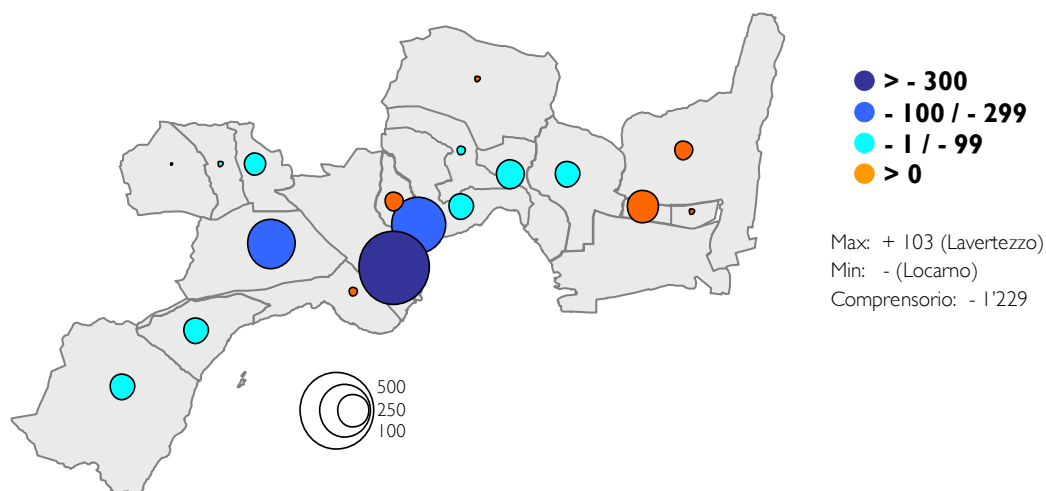 > - 300
- 100 / - 299
- 1 / - 99
> 0
Max: + 103 (Lavertezzo)
Min: - (Locarno)
Comprensorio: - 1'229
500
250
100